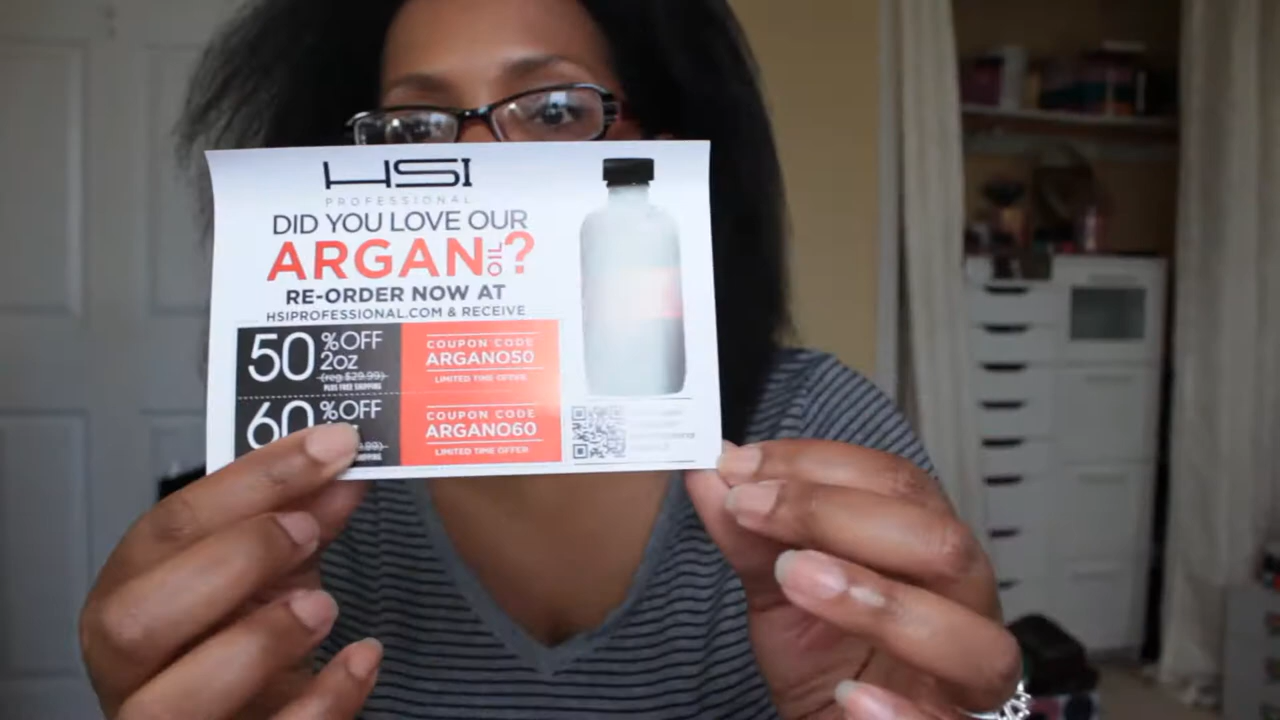 HSI
PROFESSIONAL
DID YOU LOVE OUR
ARGAN OIL?
RE-ORDER NOW AT
HSIPROFESSIONAL.COM & RECEIVE
50 %OFF
2OZ
(reg $29.99)
PLUS FREE SHIPPING
COUPON CODE
ARGANO50
LIMITED TIME OFFER
60 %OFF
COUPON CODE
ARGANO60
LIMITED TIME OFFER